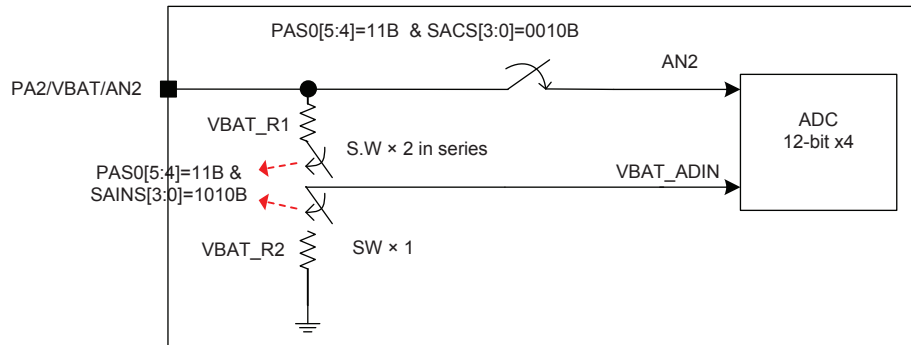 PAS0[5:4]=11B & SACS[3:0]=0010B
AN2
PA2/VBAT/AN2
ADC
12-bit x4
VBAT_R1
S.W × 2 in series
PAS0[5:4]=11B &
SAINS[3:0]=1010B
VBAT_ADIN
VBAT_R2
SW × 1